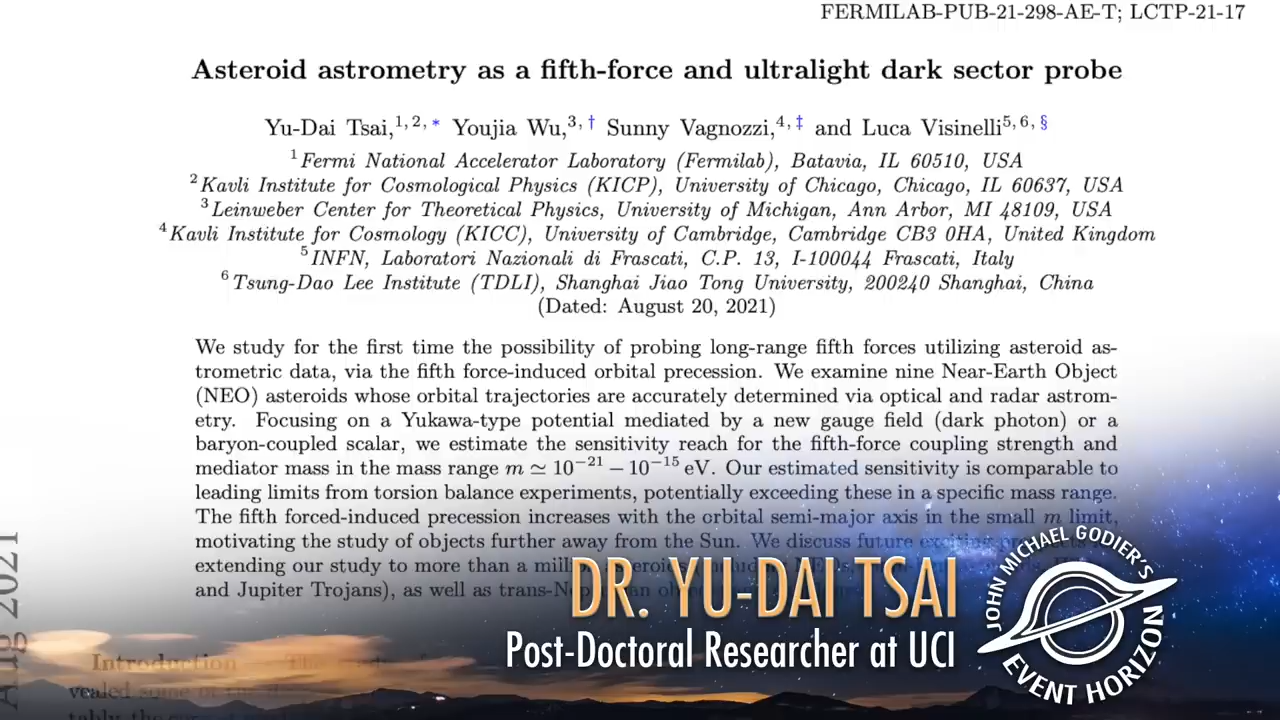 FERMILAB-PUB-21-298-AE-T; LCTP-21-17
Asteroid astrometry as a fifth-force and ultralight dark sector probe
Yu-Dai Tsai,1, 2, * Youjia Wu,3, † Sunny Vagnozzi,4, ‡ and Luca Visinelli5, 6, §
1Fermi National Accelerator Laboratory (Fermilab), Batavia, IL 60510, USA
2Kavli Institute for Cosmological Physics (KICP), University of Chicago, Chicago, IL 60637, USA
3Leinweber Center for Theoretical Physics, University of Michigan, Ann Arbor, MI 48109, USA
4Kavli Institute for Cosmology (KICC), University of Cambridge, Cambridge CB3 0HA, United Kingdom
5INFN, Laboratori Nazionali di Frascati, C.P. 13, I-100044 Frascati, Italy
6Tsung-Dao Lee Institute (TDLI), Shanghai Jiao Tong University, 200240 Shanghai, China
(Dated: August 20, 2021)
We study for the first time the possibility of probing long-range fifth forces utilizing asteroid as-
trometric data, via the fifth force-induced orbital precession. We examine nine Near-Earth Object
(NEO) asteroids whose orbital trajectories are accurately determined via optical and radar astrom-
etry. Focusing on a Yukawa-type potential mediated by a new gauge field (dark photon) or a
baryon-coupled scalar, we estimate the sensitivity reach for the fifth-force coupling strength and
mediator mass in the mass range m ≃ 10−21 − 10−15 eV. Our estimated sensitivity is comparable to
leading limits from torsion balance experiments, potentially exceeding these in a specific mass range.
The fifth forced-induced precession increases with the orbital semi-major axis in the small m limit,
motivating the study of objects further away from the Sun. We discuss future
extending our study to more than a
and Jupiter Trojans), as well as
Introduction
Aug 2021
DR. YU-DAI TSAI
Post-Doctoral Researcher at UCI
JOHN MICHAEL GODIER'S
EVENT HORIZON